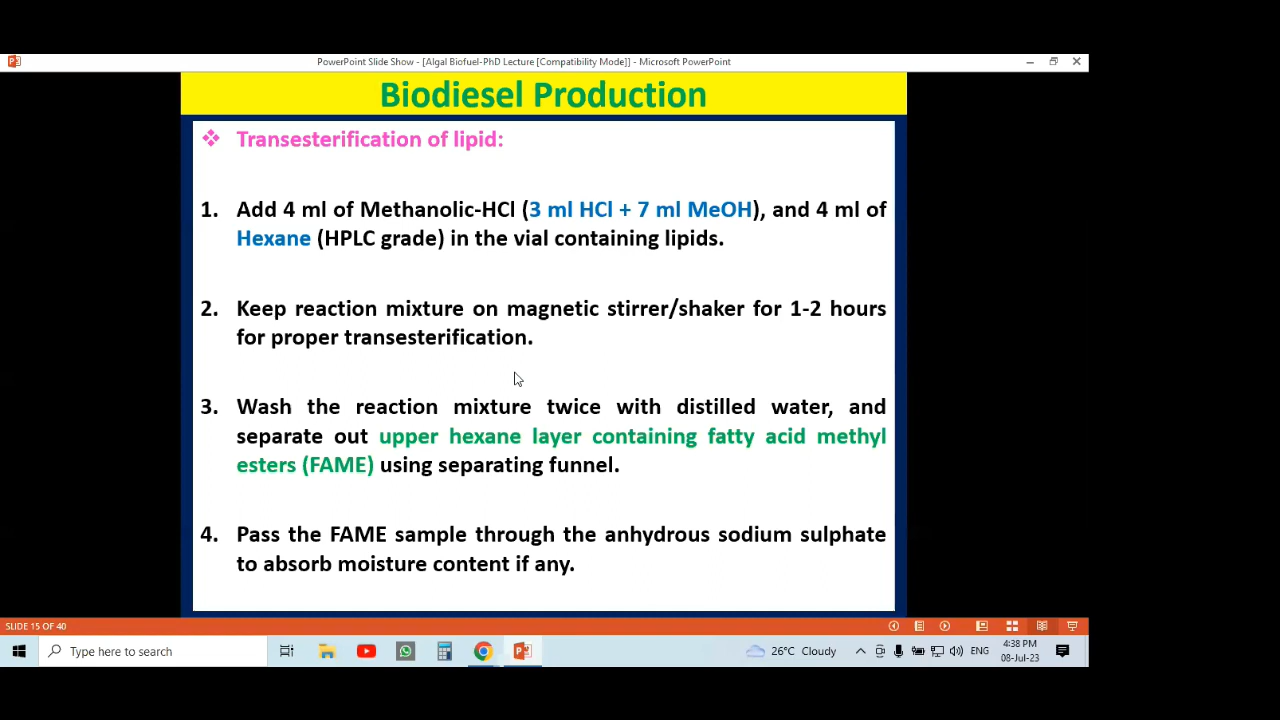 PowerPoint Slide Show - [Algal Biofuel-PhD Lecture [Compatibility Mode]] - Microsoft PowerPoint
Biodiesel Production
❖ Transesterification of lipid:
1. Add 4 ml of Methanolic-HCl (3 ml HCl + 7 ml MeOH), and 4 ml of
Hexane (HPLC grade) in the vial containing lipids.
2. Keep reaction mixture on magnetic stirrer/shaker for 1-2 hours
for proper transesterification.
3. Wash the reaction mixture twice with distilled water, and
separate out upper hexane layer containing fatty acid methyl
esters (FAME) using separating funnel.
4. Pass the FAME sample through the anhydrous sodium sulphate
to absorb moisture content if any.
SLIDE 15 OF 40
Type here to search
26°C Cloudy
ENG
4:38 PM
08-Jul-23